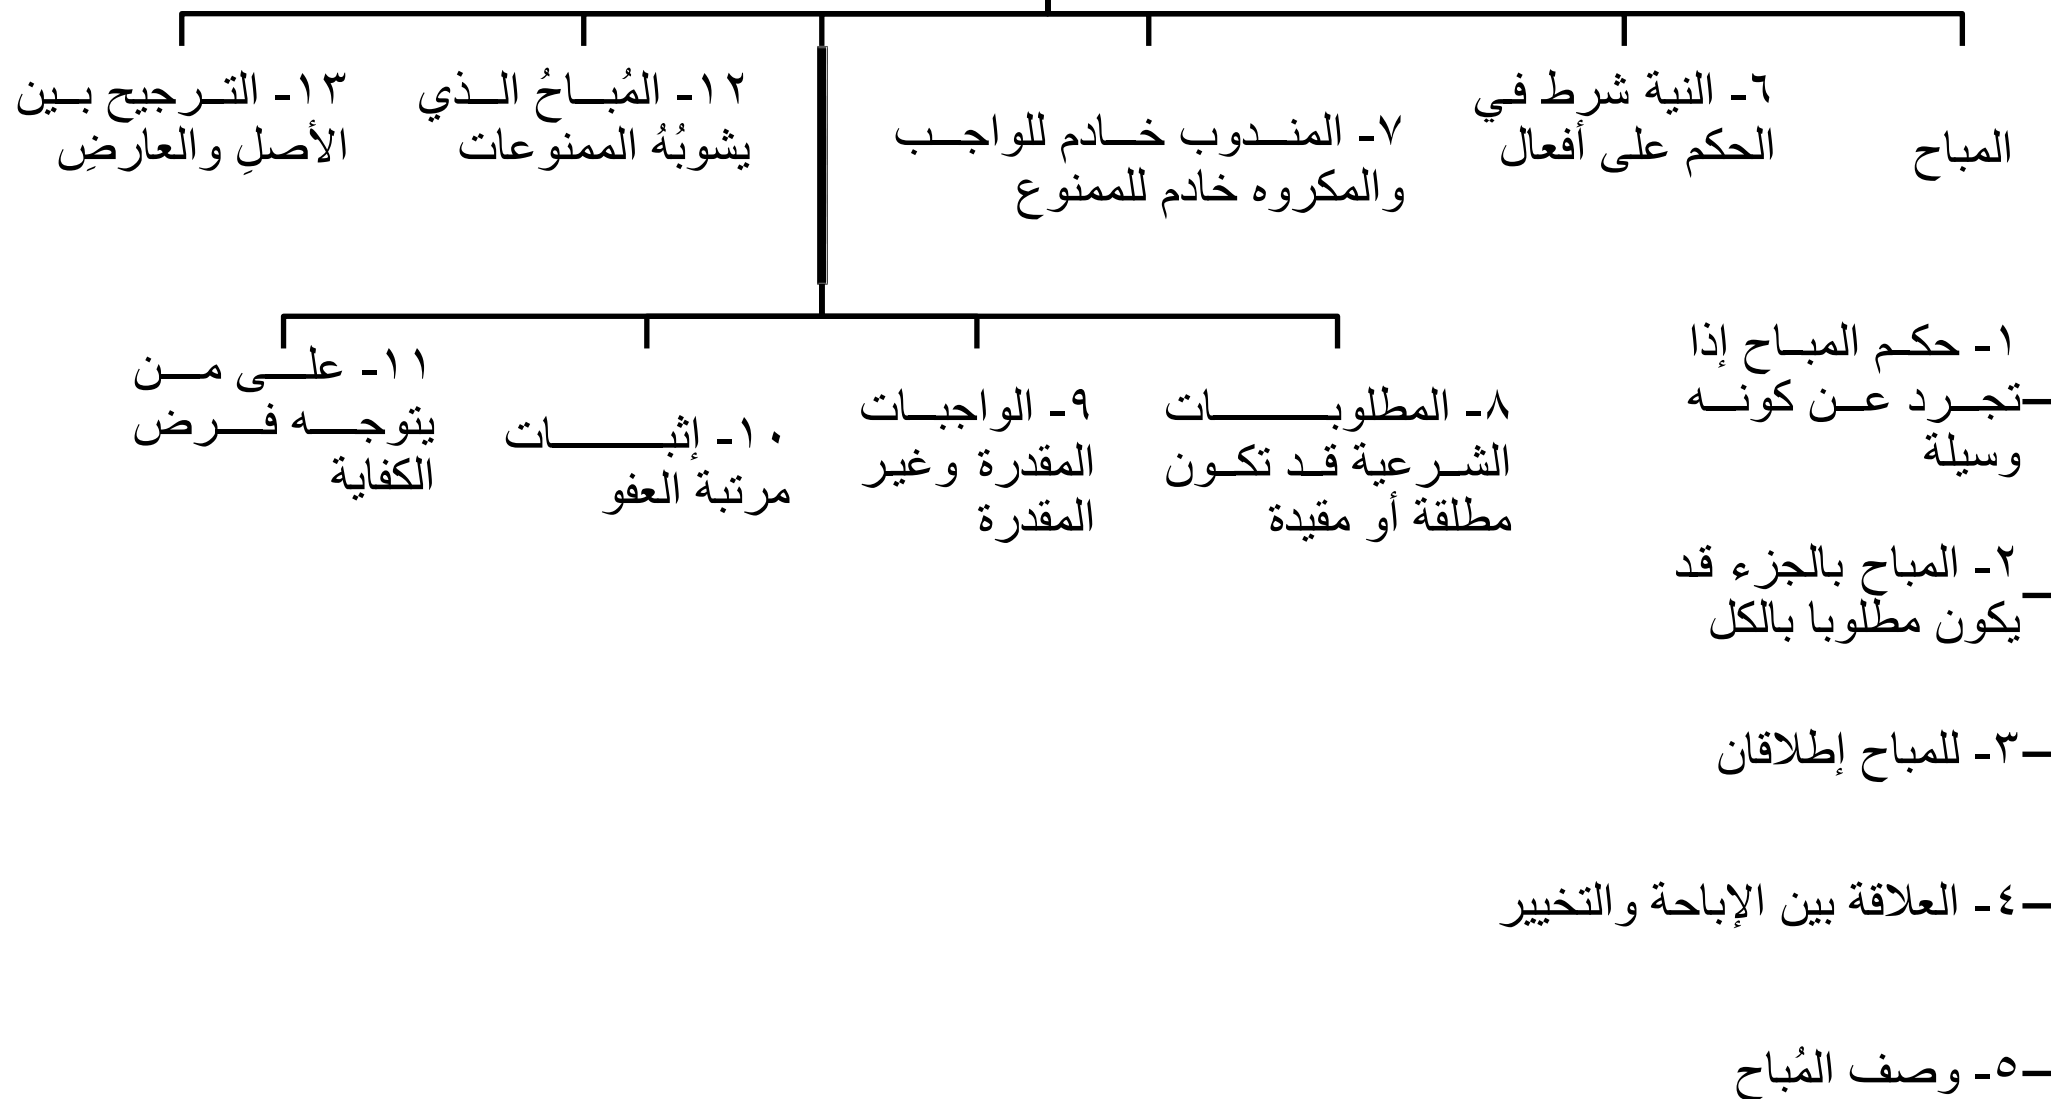 المباح
٦- النية شرط في
الحكم على أفعال
٧- المندوب خادم للواجب
والمكروه خادم للممنوع
١٢- المُباحُ الذي
يشوبُهُ الممنوعات
١٣- الترجيح بين
الأصلِ والعارضِ
٨- المطلوبات
الشرعية قد تكون
مطلقة أو مقيدة
٩- الواجبات
المقدرة وغير
المقدرة
١٠- إثبات
مرتبة العفو
١١- على من
يتوجه فرض
الكفاية
١- حكم المباح إذا
تجرد عن كونه
وسيلة
٢- المباح بالجزء قد
يكون مطلوبا بالكل
٣- للمباح إطلاقان
٤- العلاقة بين الإباحة والتخيير
٥- وصف المُباح